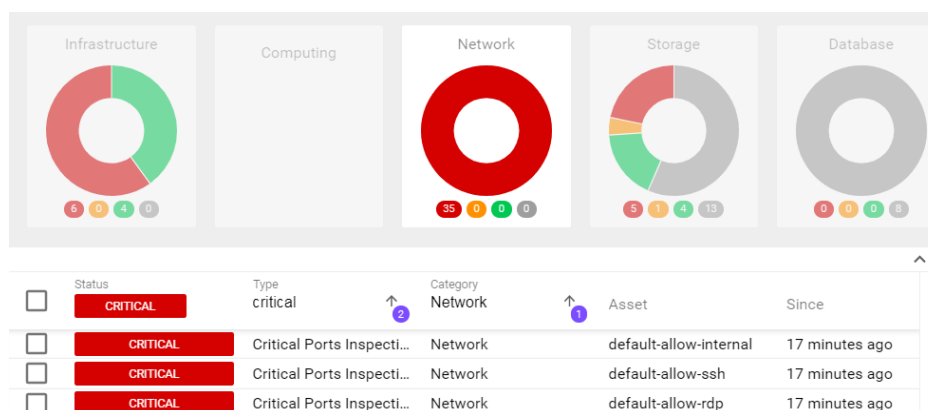 Infrastructure
Computing
Network
Storage
Database
6 0 4 0
35 0 0 0
5 1 4 13
0 0 0 8
Status Type Category
CRITICAL critical 2 Network 1 Asset Since
CRITICAL Critical Ports Inspecti... Network default-allow-internal 17 minutes ago
CRITICAL Critical Ports Inspecti... Network default-allow-ssh 17 minutes ago
CRITICAL Critical Ports Inspecti... Network default-allow-rdp 17 minutes ago